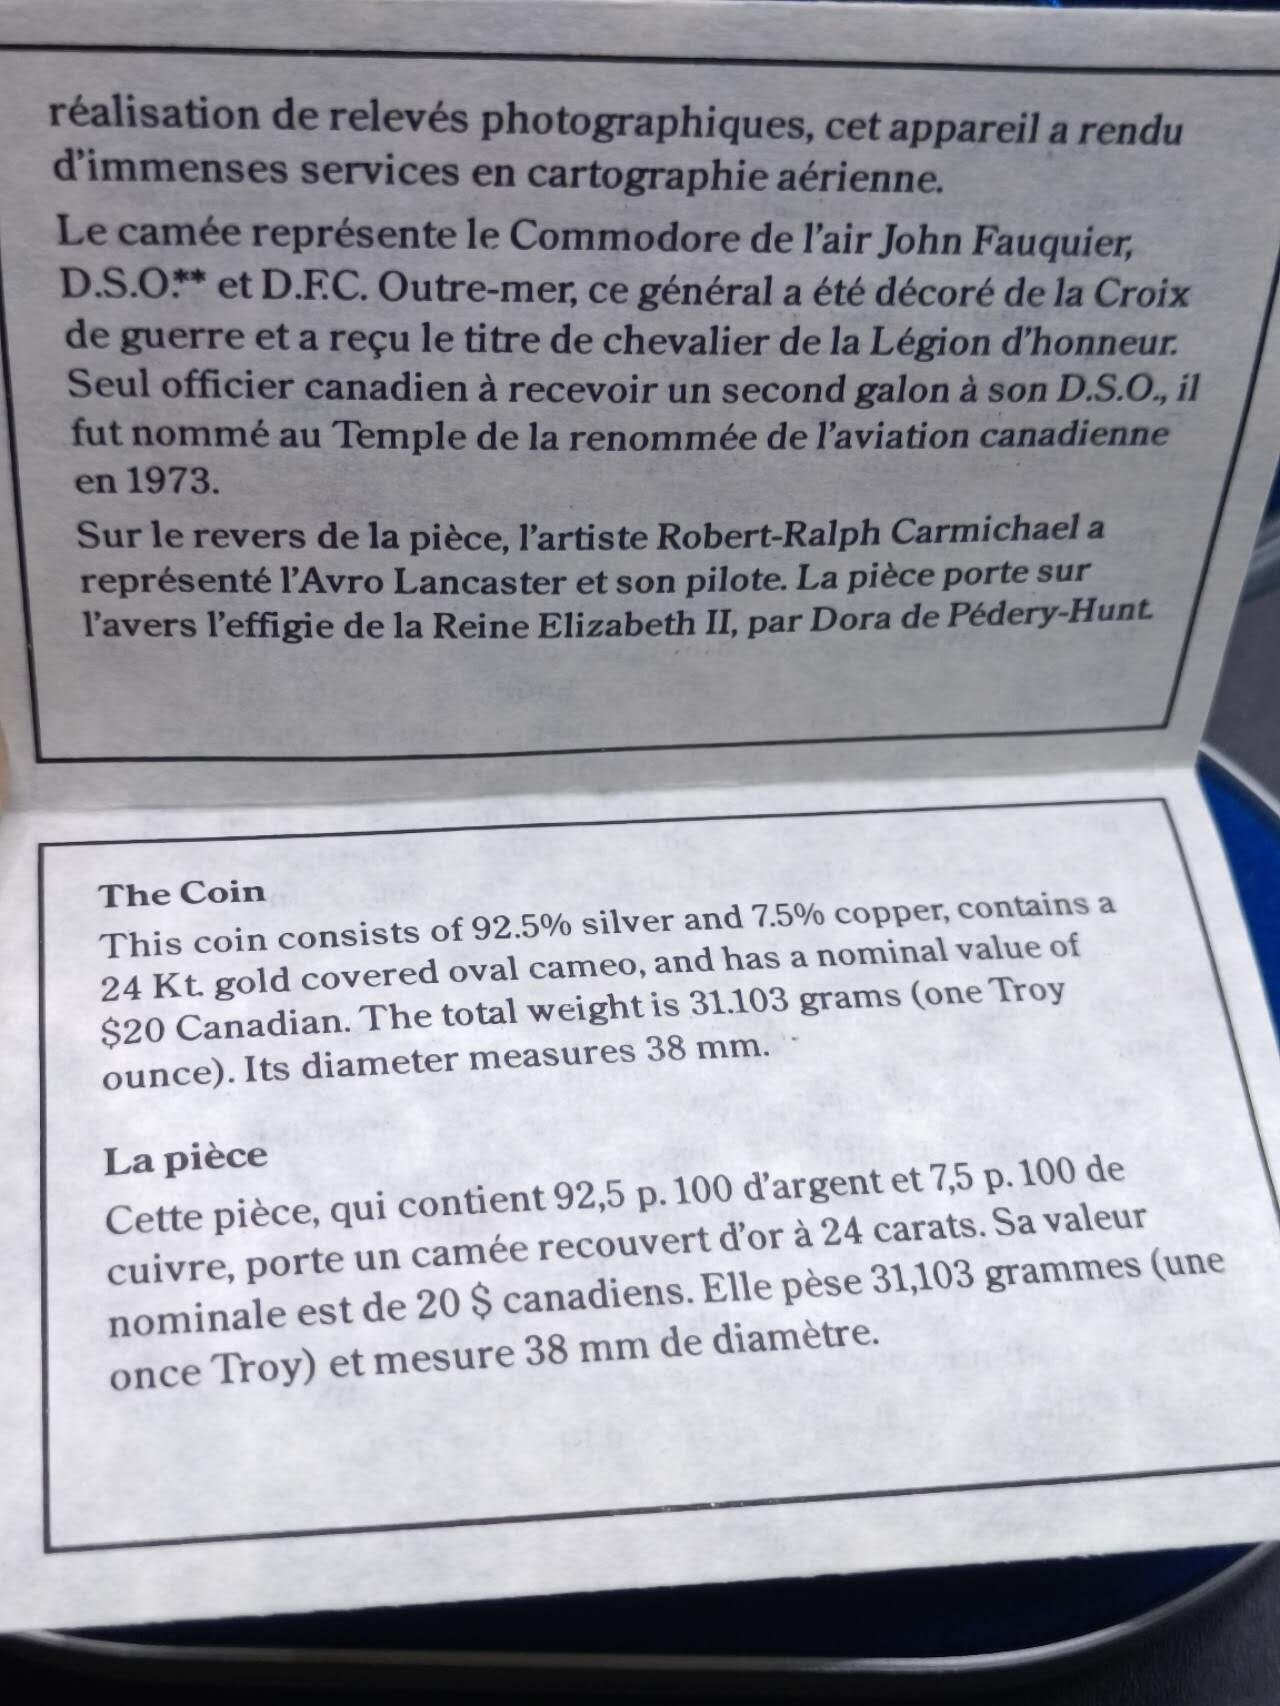 réalisation de relevés photographiques, cet appareil a rendu
d'immenses services en cartographie aérienne.
Le camée représente le Commodore de l'air John Fauquier,
D.S.O.** et D.F.C. Outre-mer, ce général a été décoré de la Croix
de guerre et a reçu le titre de chevalier de la Légion d'honneur.
Seul officier canadien à recevoir un second galon à son D.S.O., il
fut nommé au Temple de la renommée de l'aviation canadienne
en 1973.
Sur le revers de la pièce, l'artiste Robert-Ralph Carmichael a
représenté l'Avro Lancaster et son pilote. La pièce porte sur
l'avers l'effigie de la Reine Elizabeth II, par Dora de Pédery-Hunt.
The Coin
This coin consists of 92.5% silver and 7.5% copper, contains a
24 Kt. gold covered oval cameo, and has a nominal value of
$20 Canadian. The total weight is 31.103 grams (one Troy
ounce). Its diameter measures 38 mm.
La pièce
Cette pièce, qui contient 92,5 p. 100 d'argent et 7,5 p. 100 de
cuivre, porte un camée recouvert d'or à 24 carats. Sa valeur
nominale est de 20 $ canadiens. Elle pèse 31,103 grammes (une
once Troy) et mesure 38 mm de diamètre.